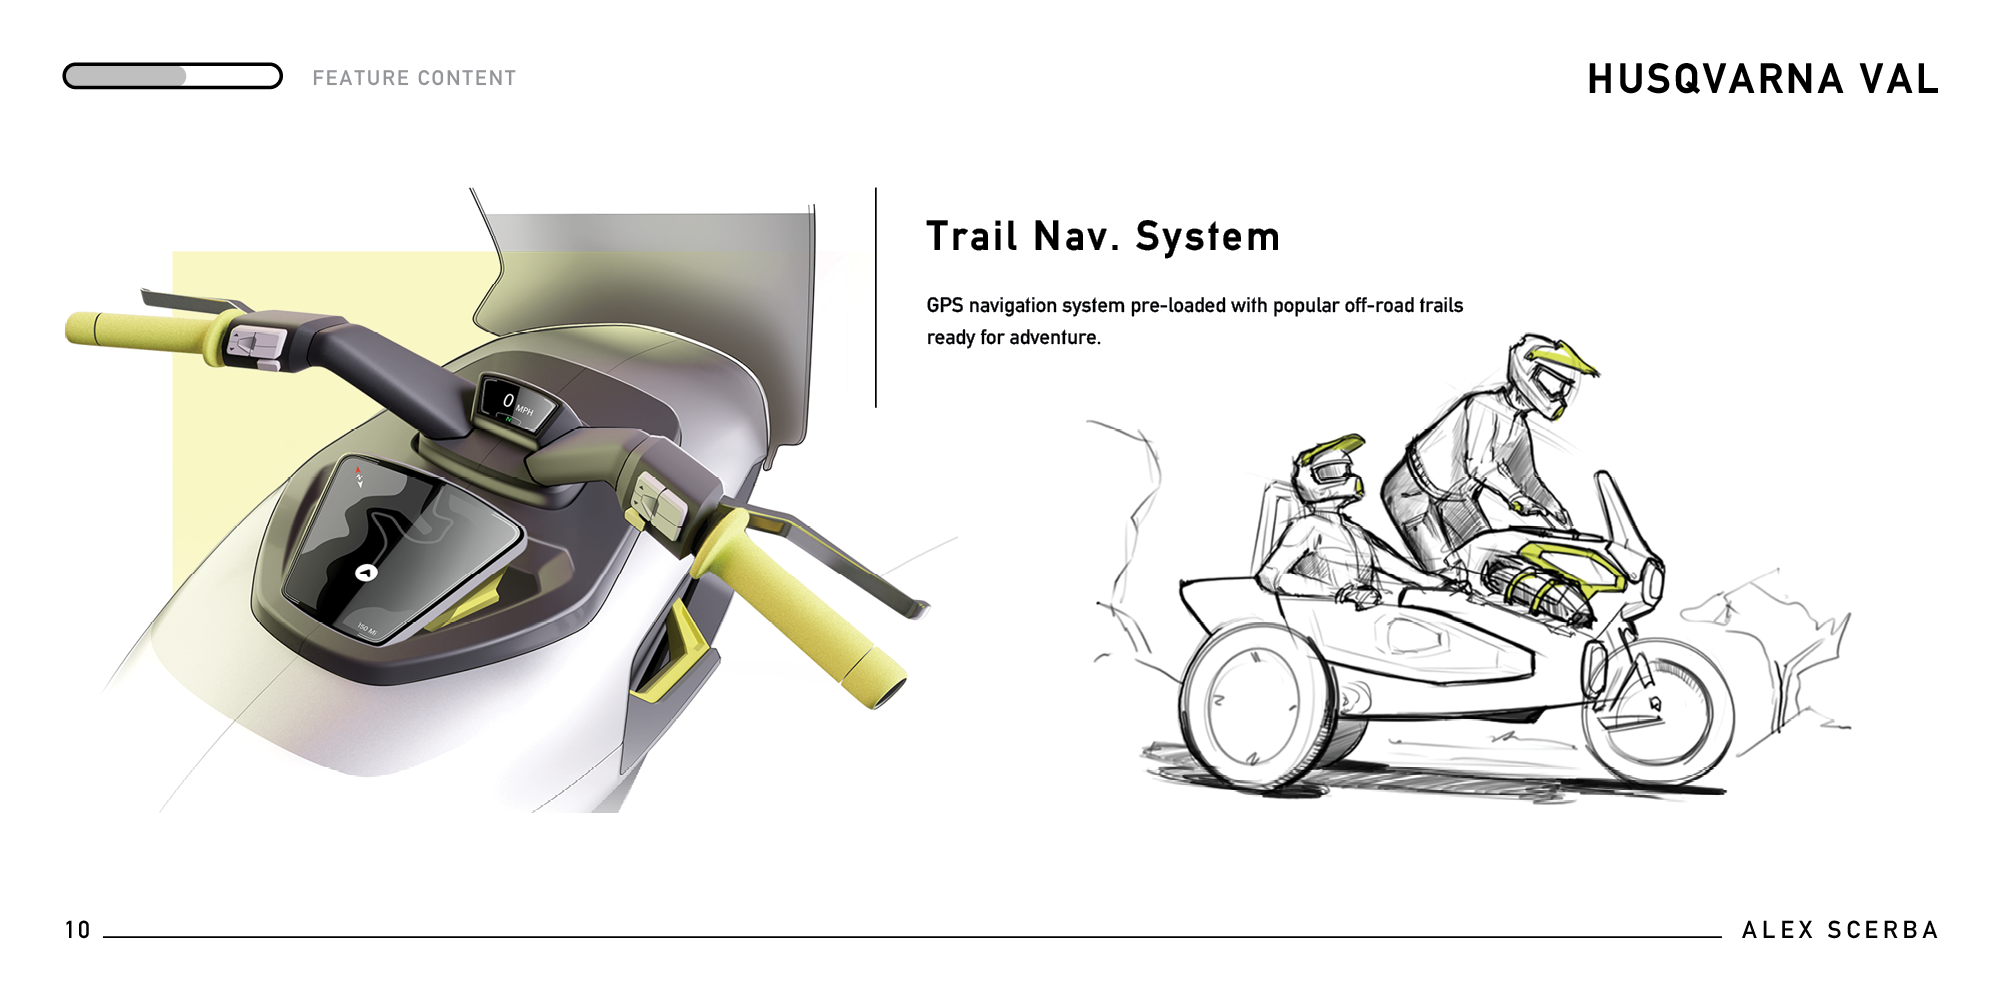 FEATURE CONTENT
HUSQVARNA VAL
Trail Nav. System
GPS navigation system pre-loaded with popular off-road trails
ready for adventure.
0 MPH
N
N
150 Mi
10
ALEX SCERBA